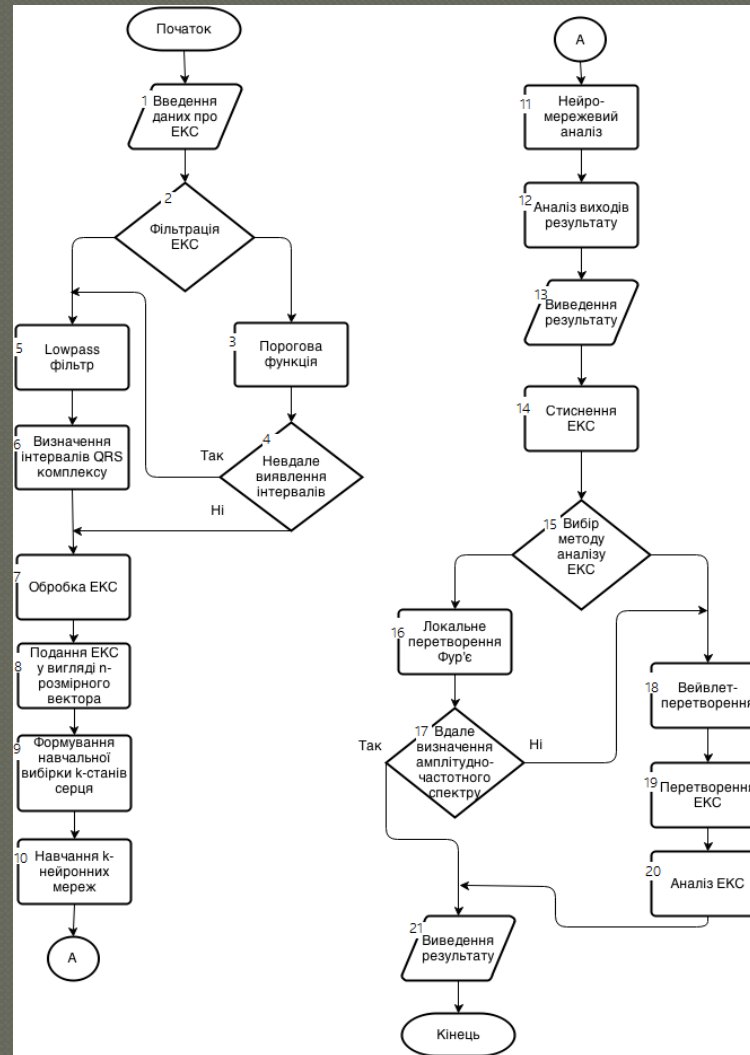 Початок
1 Введення
даних про
ЕКС
2
Фільтрація
ЕКС
3 Порогова
функція
4
Невдале
виявлення
інтервалів
Так
Ні
5 Lowpass
фільтр
6 Визначення
інтервалів QRS
комплексу
7
Обробка ЕКС
8 Подання ЕКС
у вигляді n-
розмірного
вектора
9 Формування
навчальної
вибірки k-станів
серця
10 Навчання k-
нейронних
мереж
А
А
11 Нейро-
мережевий
аналіз
12 Аналіз виходів
результату
13
Виведення
результату
14 Стиснення
ЕКС
15 Вибір
методу
аналізу
ЕКС
16 Локальне
перетворення
Фур'є
17 Вдале
визначення
амплітудно-
частотного
спектру
Так
Ні
18 Вейвлет-
перетворення
19 Перетворення
ЕКС
20
Аналіз ЕКС
21
Виведення
результату
Кінець